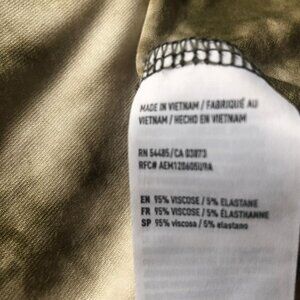 MADE IN VIETNAM / FABRIQUÉ AU
VIETNAM / HECHO EN VIETNAM
RN 54485/CA 03873
RFC# AEM120605UYA
EN 95% VISCOSE / 5% ELASTANE
FR 95% VISCOSE / 5% ÉLASTHANNE
SP 95% viscosa / 5% elastano